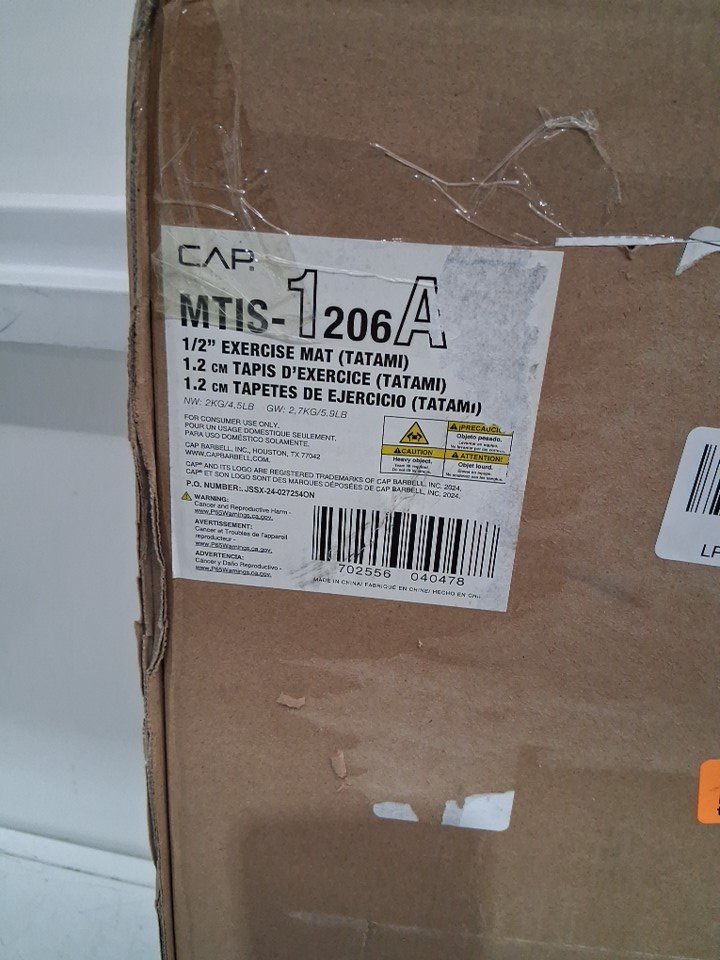 CAP®
MTIS-1206A
1/2” EXERCISE MAT (TATAMI)
1.2 CM TAPIS D'EXERCICE (TATAMI)
1.2 CM TAPETES DE EJERCICIO (TATAMI)
NW: 2KG/4.5LB GW: 2.7KG/5.9LB
FOR CONSUMER USE ONLY.
POUR UN USAGE DOMESTIQUE SEULEMENT.
PARA USO DOMÉSTICO SOLAMENTE.
CAP BARBELL, INC., HOUSTON, TX 77042
WWW.CAPBARBELL.COM.
CAP® AND ITS LOGO ARE REGISTERED TRADEMARKS OF CAP BARBELL, INC. 2024.
CAP® ET SON LOGO SONT DES MARQUES DÉPOSÉES DE CAP BARBELL, INC. 2024.
P.O. NUMBER: JSSX-24-027254ON
¡PRECAUCI
Objeto pesado.
CAUTION
Heavy object.
ATTENTION!
Objet lourd.
WARNING:
Cancer and Reproductive Harm -
www.P65Warnings.ca.gov.
AVERTISSEMENT:
Cancer et Troubles de l'appareil
reproducteur -
www.P65Warnings.ca.gov.
ADVERTENCIA:
Cáncer y Daño Reproductivo -
www.P65Warnings.ca.gov.
702556 040478
MADE IN CHINA/ FABRIQUÉ EN CHINE/ HECHO EN CHI
LP